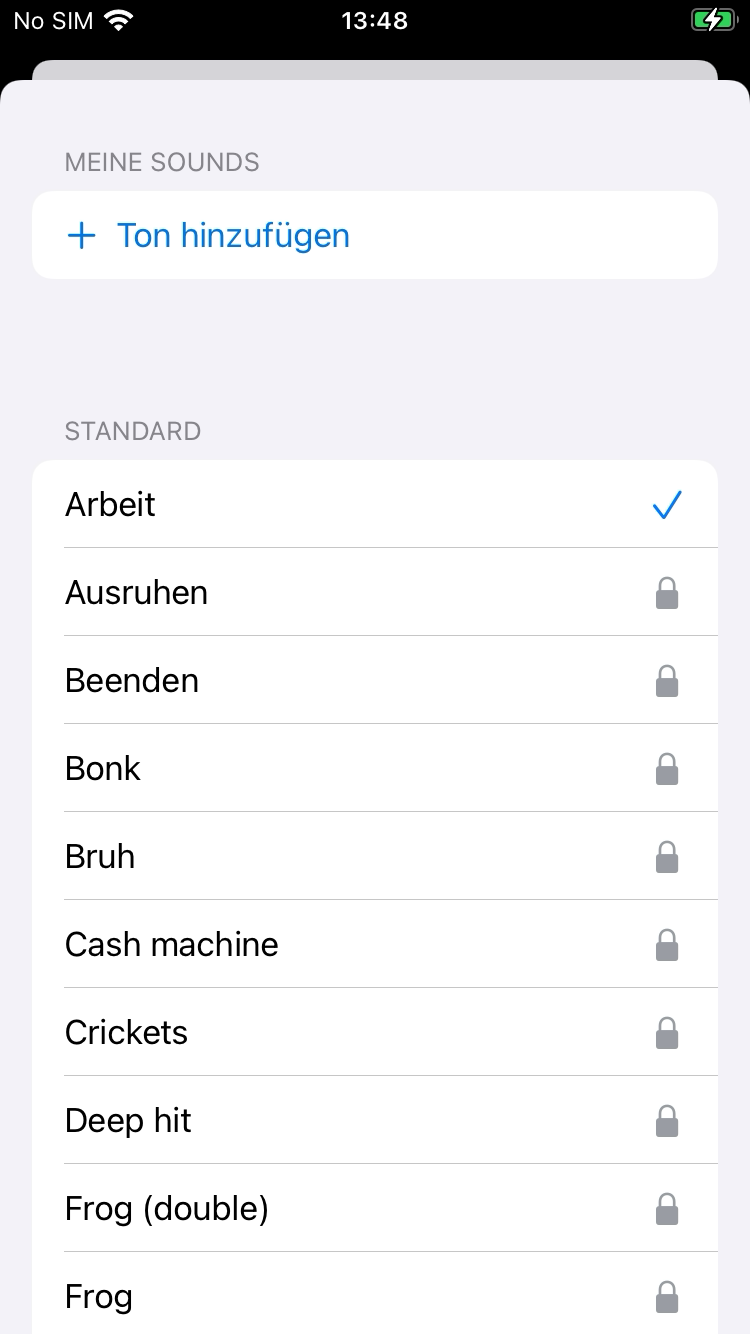 No SIM 13:48
MEINE SOUNDS
Ton hinzufügen
STANDARD
Arbeit
Ausruhen
Beenden
Bonk
Bruh
Cash machine
Crickets
Deep hit
Frog (double)
Frog